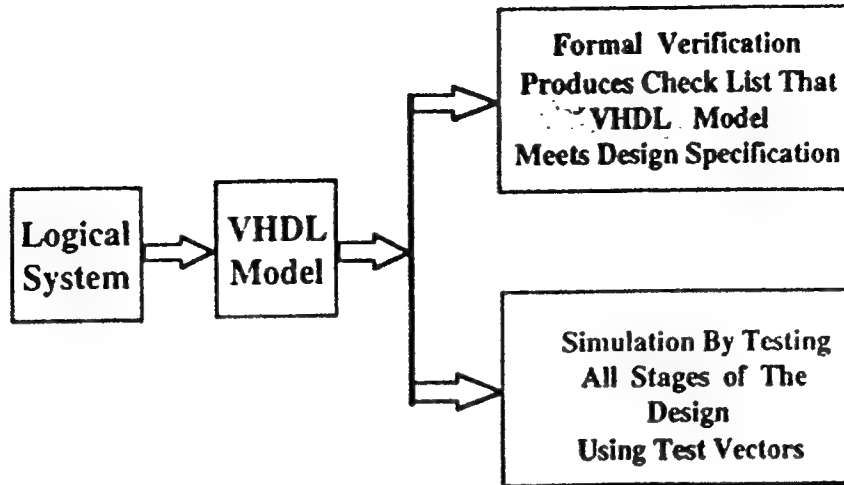 Logical
System
VHDL
Model
Formal Verification
Produces Check List That
VHDL Model
Meets Design Specification
Simulation By Testing
All Stages of The
Design
Using Test Vectors